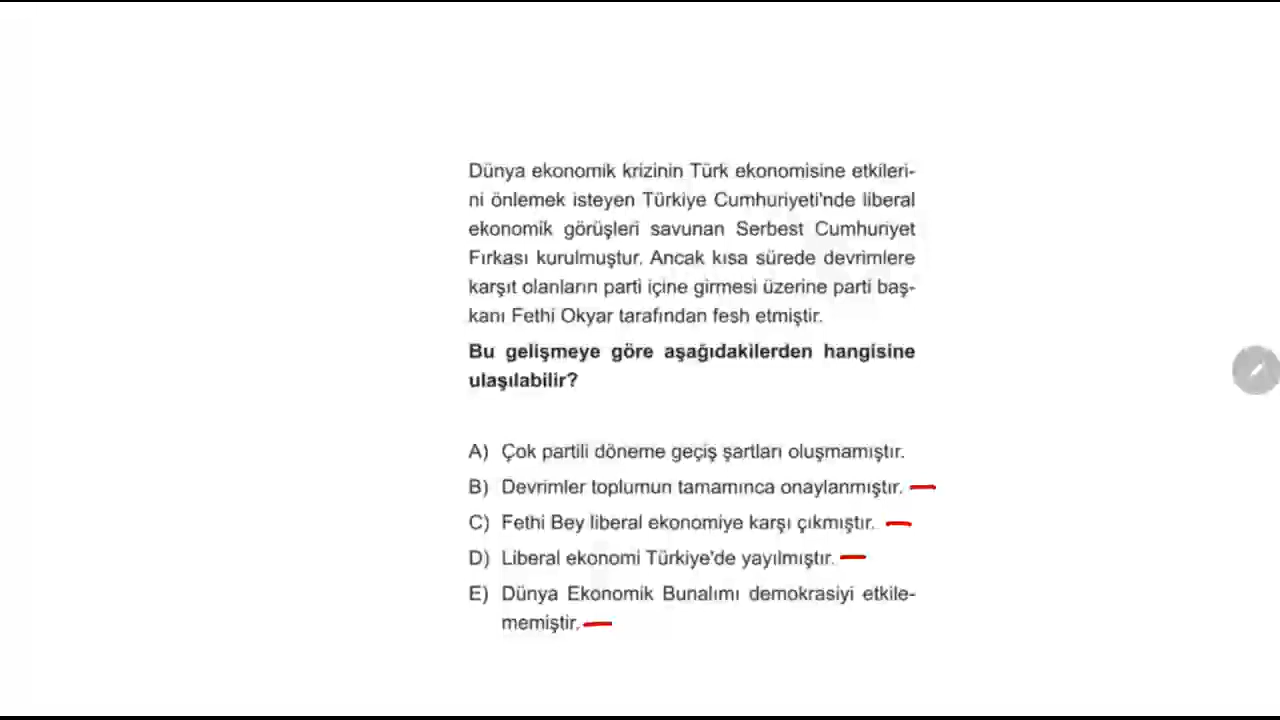 Dünya ekonomik krizinin Türk ekonomisine etkileri-
ni önlemek isteyen Türkiye Cumhuriyeti'nde liberal
ekonomik görüşleri savunan Serbest Cumhuriyet
Fırkası kurulmuştur. Ancak kısa sürede devrimlere
karşıt olanların parti içine girmesi üzerine parti baş-
kanı Fethi Okyar tarafından fesh etmiştir.
Bu gelişmeye göre aşağıdakilerden hangisine
ulaşılabilir?
A) Çok partili döneme geçiş şartları oluşmamıştır.
B) Devrimler toplumun tamamınca onaylanmıştır.
C) Fethi Bey liberal ekonomiye karşı çıkmıştır.
D) Liberal ekonomi Türkiye'de yayılmıştır.
E) Dünya Ekonomik Bunalımı demokrasiyi etkile-
memiştir.